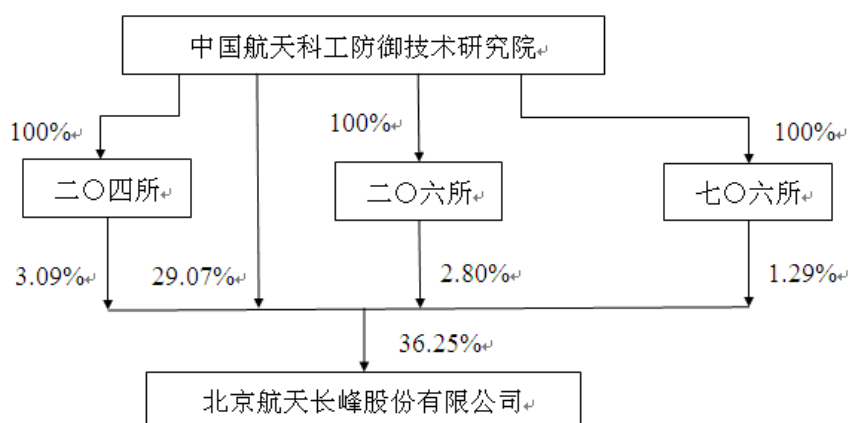 中国航天科工防御技术研究院
100%
100%
100%
二〇四所
二〇六所
七〇六所
3.09%
29.07%
2.80%
1.29%
36.25%
北京航天长峰股份有限公司